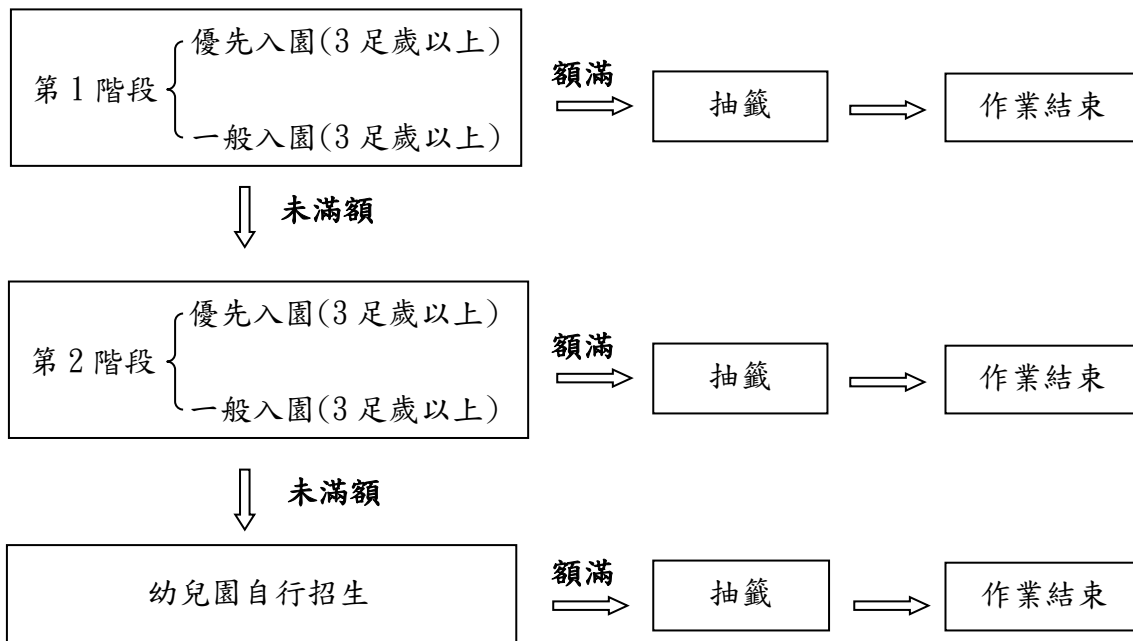 優先入園(3足歲以上)
第1階段
一般入園(3足歲以上)
額滿
抽籤
作業結束
未滿額
優先入園(3足歲以上)
第2階段
一般入園(3足歲以上)
額滿
抽籤
作業結束
未滿額
幼兒園自行招生
額滿
抽籤
作業結束